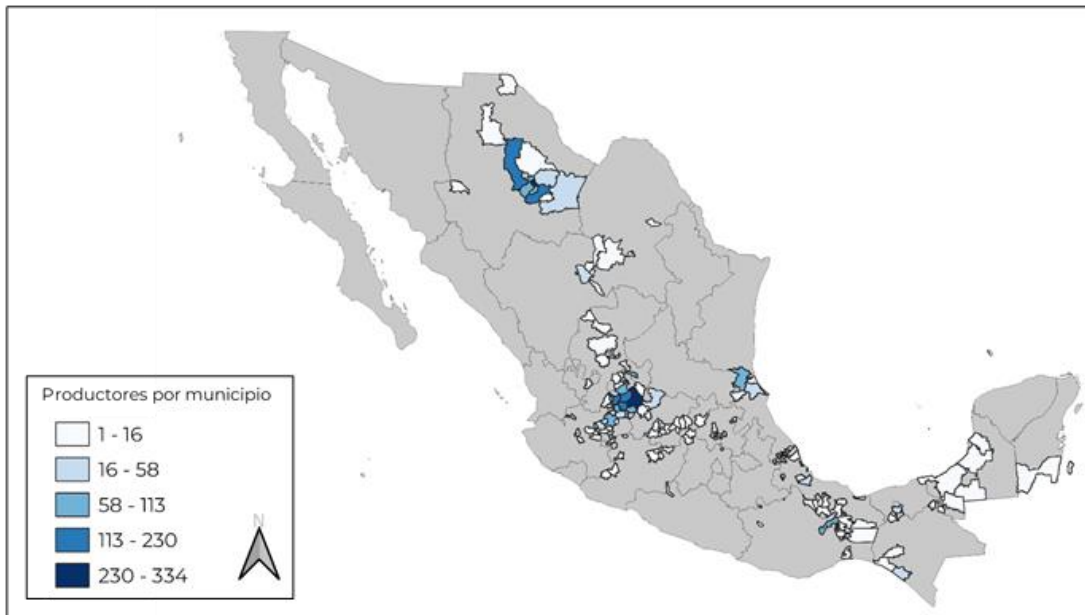 N
Productores por municipio
1 - 16
16 - 58
58 - 113
113 - 230
230 - 334